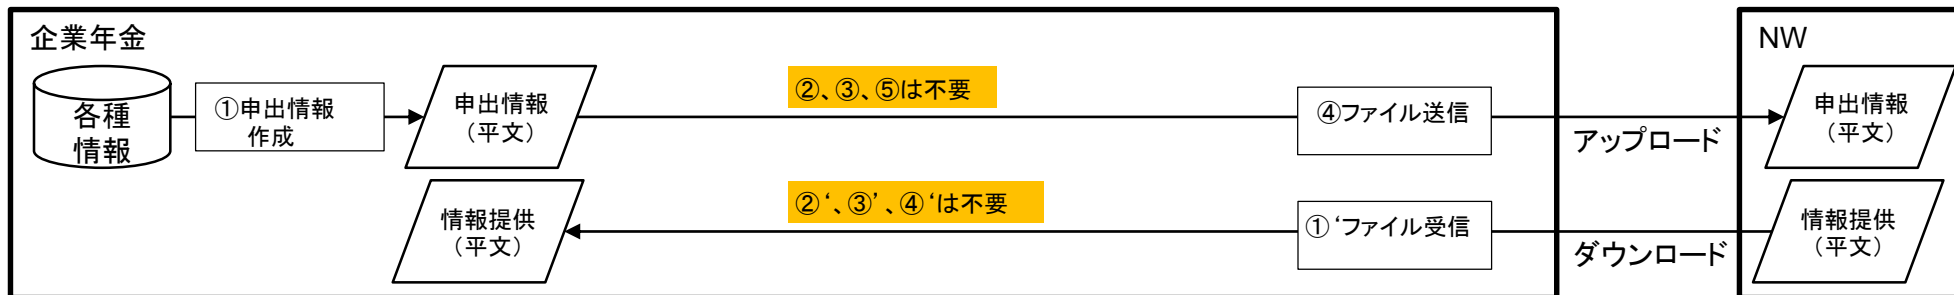 企業年金
NW
各種
情報
①申出情報
作成
申出情報
（平文）
②、③、⑤は不要
④ファイル送信
アップロード
申出情報
（平文）
情報提供
（平文）
②‘、③’、④‘は不要
①‘ファイル受信
ダウンロード
情報提供
（平文）